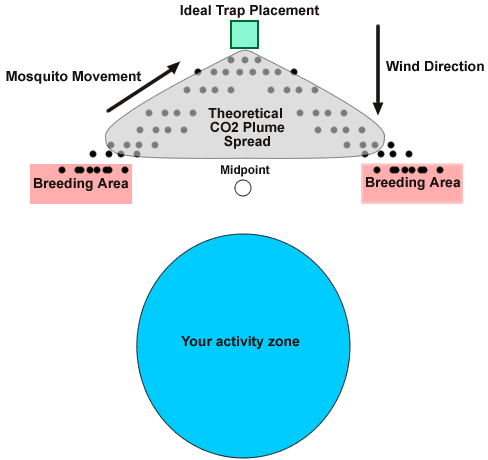 Ideal Trap Placement
Mosquito Movement
Wind Direction
Theoretical
CO2 Plume
Spread
Midpoint
Breeding Area
Breeding Area
Your activity zone